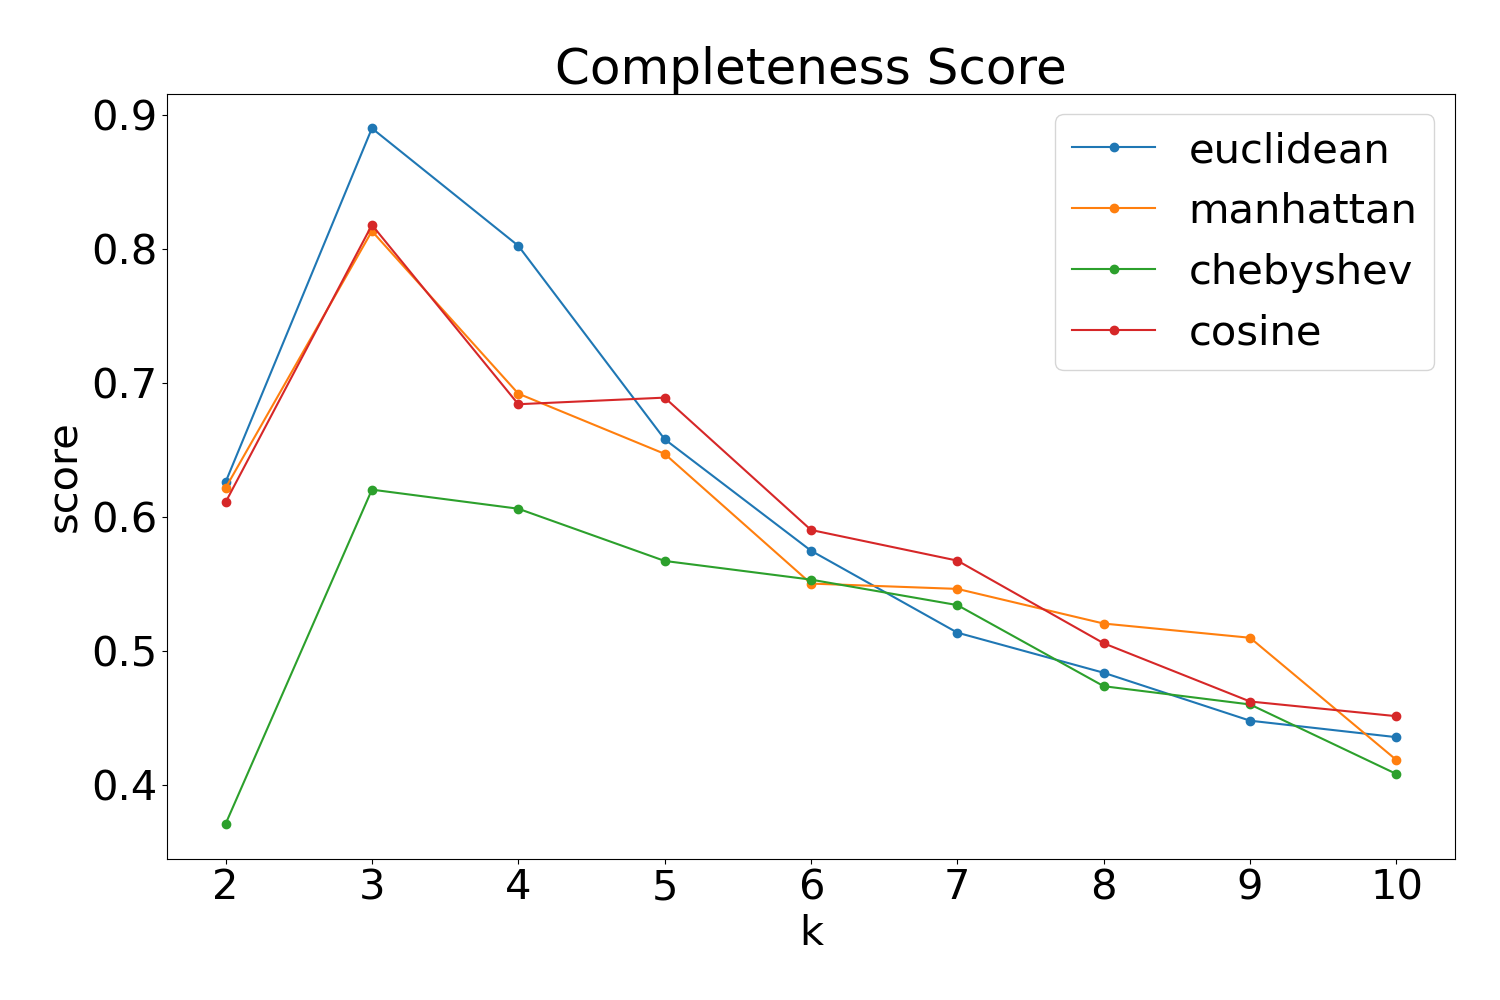 Completeness Score
0.9
0.8
0.7
0.6
0.5
0.4
score
euclidean
manhattan
chebyshev
cosine
2 3 4 5 6 7 8 9 10
k